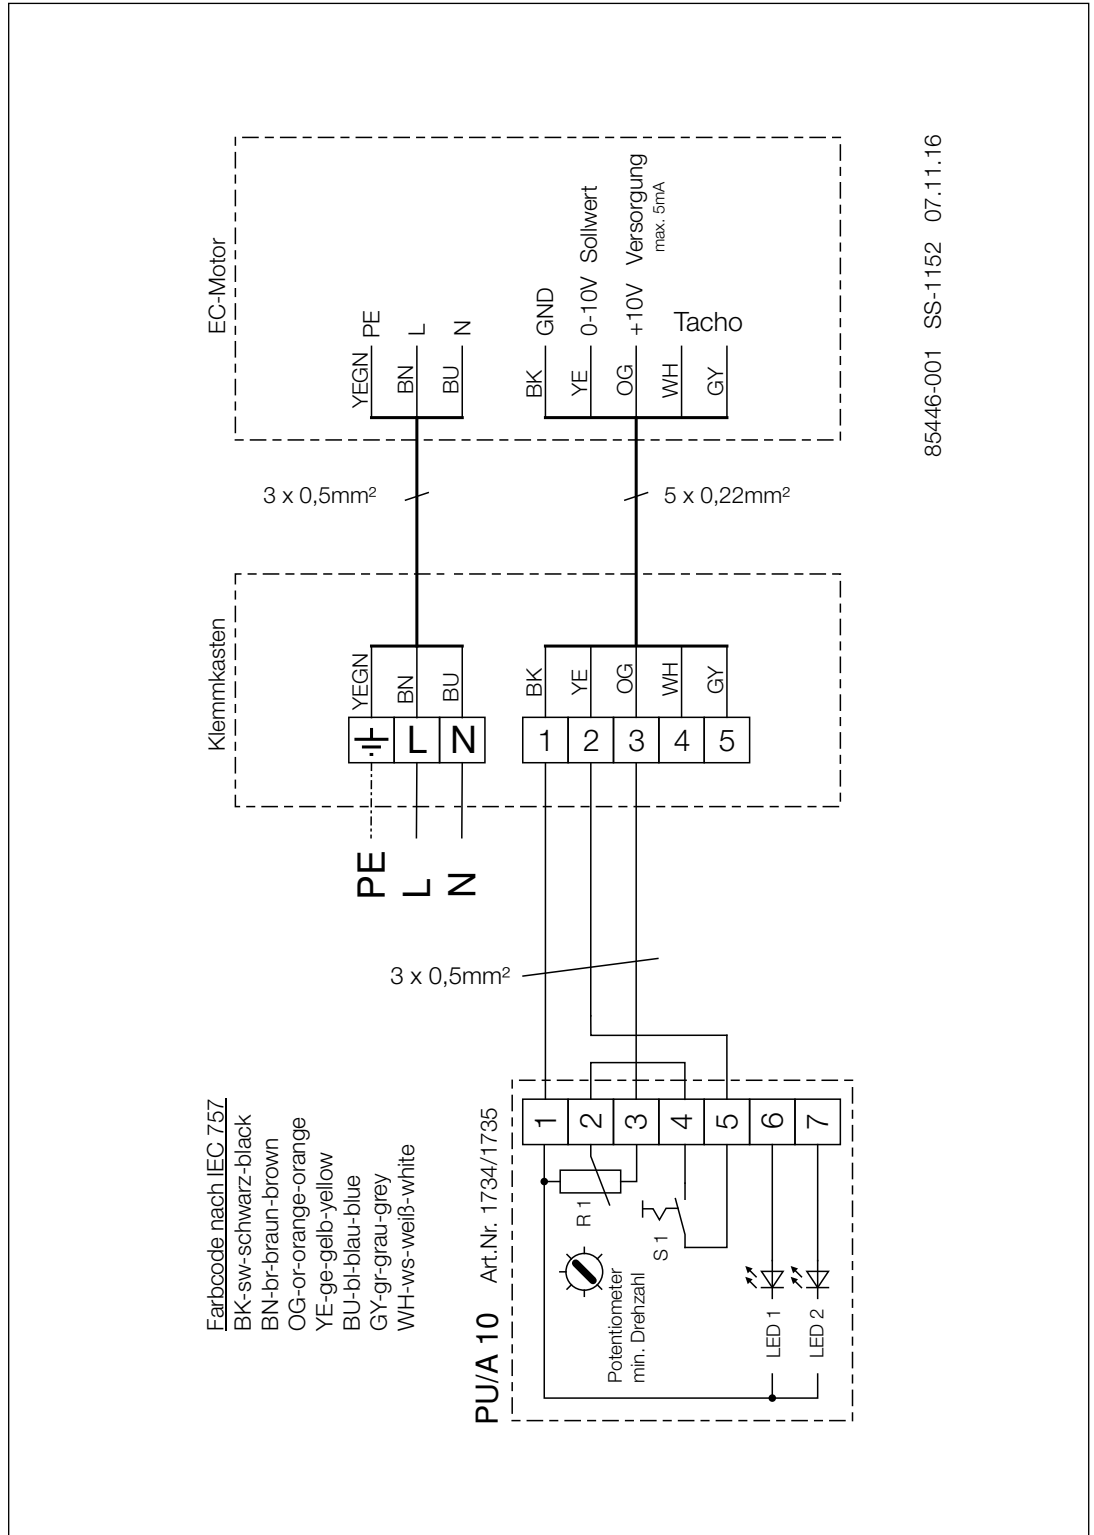 EC-Motor
YEGN
BN
BU
PE
L
N
BK
YE
OG
WH
GY
GND
0-10V Sollwert
+10V Versorgung
max. 5mA
Tacho
3 x 0,5mm²
5 x 0,22mm²
Klemmkasten
YEGN
BN
BU
BK
YE
OG
WH
GY
L
N
1
2
3
4
5
PE
L
N
3 x 0,5mm²
Farbcode nach IEC 757
BK-sw-schwarz-black
BN-br-braun-brown
OG-or-orange-orange
YE-ge-gelb-yellow
BU-bl-blau-blue
GY-gr-grau-grey
WH-ws-weiß-white
PU/A 10 Art.Nr. 1734/1735
1
2
3
4
5
6
7
R 1
S 1
Potentiometer
min. Drehzahl
LED 1
LED 2
85446-001 SS-1152 07.11.16